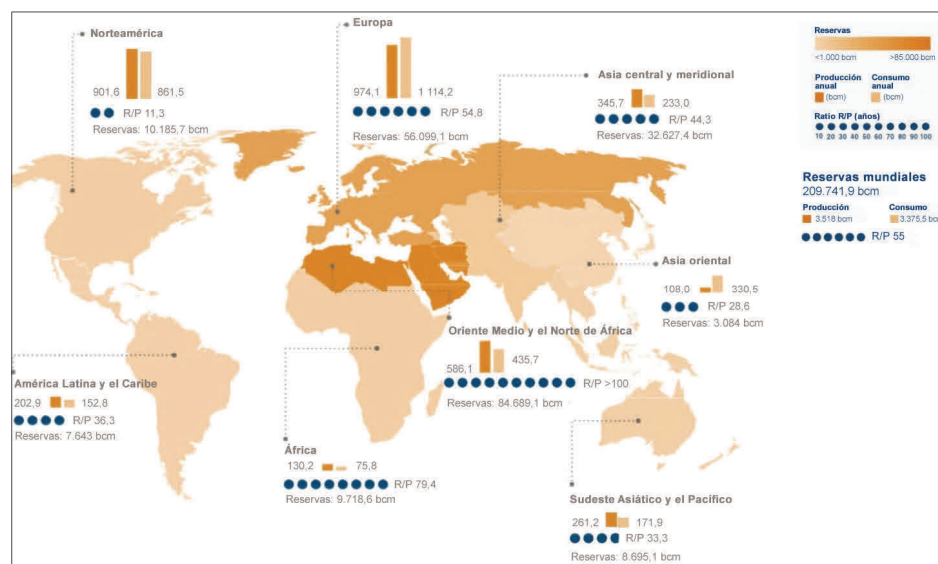 Norteamérica
901,6 861,5
R/P 11,3
Reservas: 10.185,7 bcm
Europa
974,1 1 114,2
R/P 54,8
Reservas: 56.099,1 bcm
Asia central y meridional
345,7 233,0
R/P 44,3
Reservas: 32.627,4 bcm
Reservas
<1.000 bcm >85.000 bcm
Producción anual
(bcm)
Consumo anual
(bcm)
Ratio R/P (años)
10 20 30 40 50 60 70 80 90 100
Reservas mundiales
209.741,9 bcm
Producción Consumo
3.518 bcm 3.375,5 bc
R/P 55
Asia oriental
108,0 330,5
R/P 28,6
Reservas: 3.084 bcm
Oriente Medio y el Norte de África
586,1 435,7
R/P >100
Reservas: 84.689,1 bcm
América Latina y el Caribe
202,9 152,8
R/P 36,3
Reservas: 7.643 bcm
África
130,2 75,8
R/P 79,4
Reservas: 9.718,6 bcm
Sudeste Asiático y el Pacífico
261,2 171,9
R/P 33,3
Reservas: 8.695,1 bcm